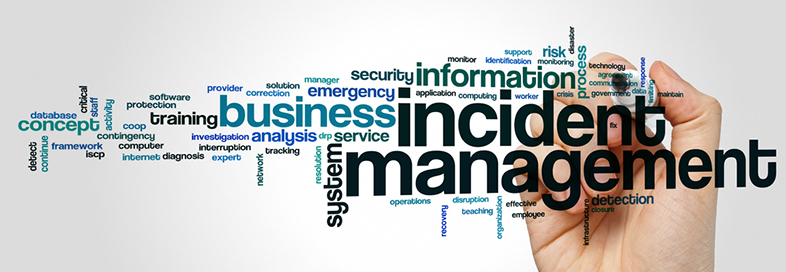 support
disaster
monitor
identification
risk
process
response
manager
security
information
monitoring
technology
agreement
communication
solution
provider
correction
emergency
application
computing
worker
crisis
government
data
limiting
maintain
critical
software
protection
database
staff
activity
concept
coop
training
business
incident
fix
contingency
investigation
analysis
drp
service
detect
continue
framework
computer
interruption
iscp
internet
diagnosis
expert
network
tracking
resolution
system
management
operations
disruption
effective
detection
recovery
teaching
organization
employee
infrastructure
closure